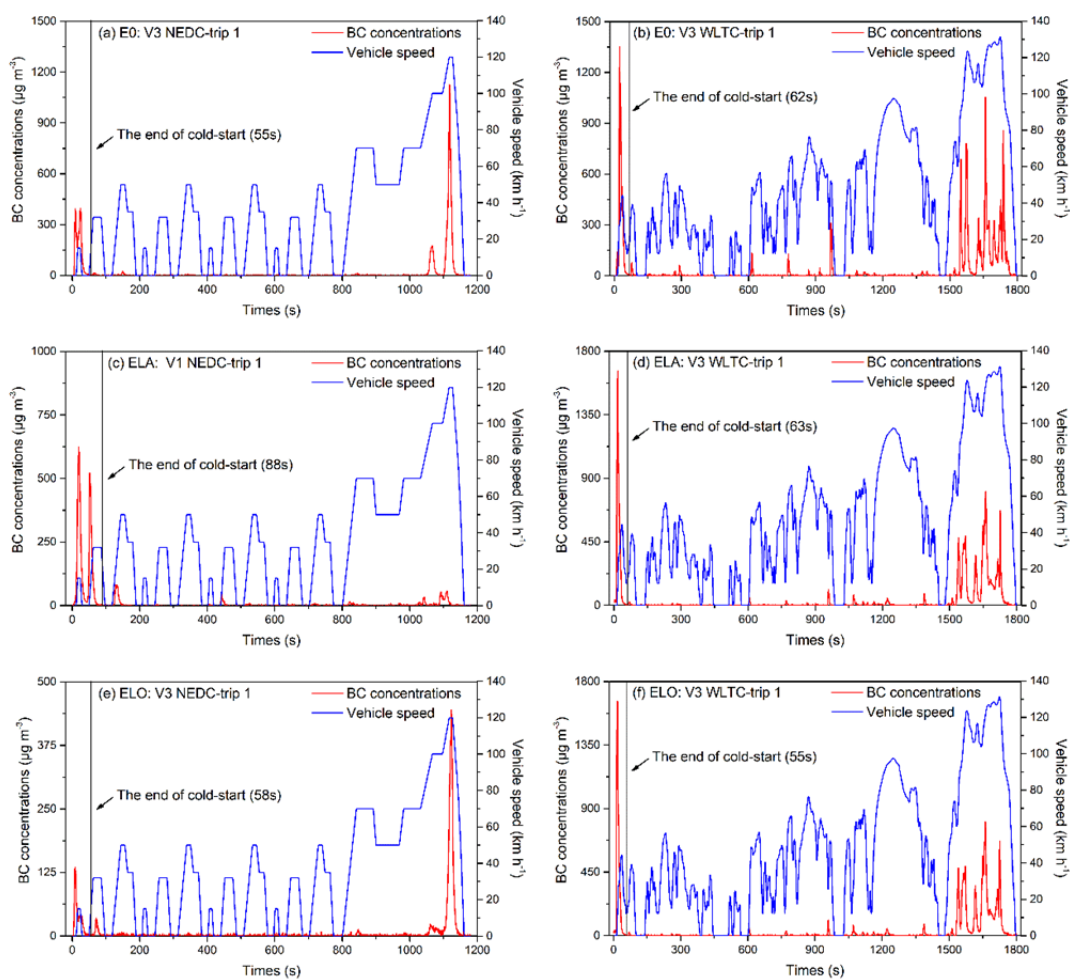 (a) E0: V3 NEDC-trip 1
BC concentrations
Vehicle speed
The end of cold-start (55s)
BC concentrations (µg m⁻³)
Vehicle speed (km h⁻¹)
Times (s)
0 300 600 900 1200 1500
0 20 40 60 80 100 120 140
0 200 400 600 800 1000 1200
(b) E0: V3 WLTC-trip 1
BC concentrations
Vehicle speed
The end of cold-start (62s)
BC concentrations (µg m⁻³)
Vehicle speed (km h⁻¹)
Times (s)
0 300 600 900 1200 1500
0 20 40 60 80 100 120 140
0 300 600 900 1200 1500 1800
(c) ELA: V1 NEDC-trip 1
BC concentrations
Vehicle speed
The end of cold-start (88s)
BC concentrations (µg m⁻³)
Vehicle speed (km h⁻¹)
Times (s)
0 250 500 750 1000
0 20 40 60 80 100 120 140
0 200 400 600 800 1000 1200
(d) ELA: V3 WLTC-trip 1
BC concentrations
Vehicle speed
The end of cold-start (63s)
BC concentrations (µg m⁻³)
Vehicle speed (km h⁻¹)
Times (s)
0 450 900 1350 1800
0 20 40 60 80 100 120 140
0 300 600 900 1200 1500 1800
(e) ELO: V3 NEDC-trip 1
BC concentrations
Vehicle speed
The end of cold-start (58s)
BC concentrations (µg m⁻³)
Vehicle speed (km h⁻¹)
Times (s)
0 125 250 375 500
0 20 40 60 80 100 120 140
0 200 400 600 800 1000 1200
(f) ELO: V3 WLTC-trip 1
BC concentrations
Vehicle speed
The end of cold-start (55s)
BC concentrations (µg m⁻³)
Vehicle speed (km h⁻¹)
Times (s)
0 450 900 1350 1800
0 20 40 60 80 100 120 140
0 300 600 900 1200 1500 1800